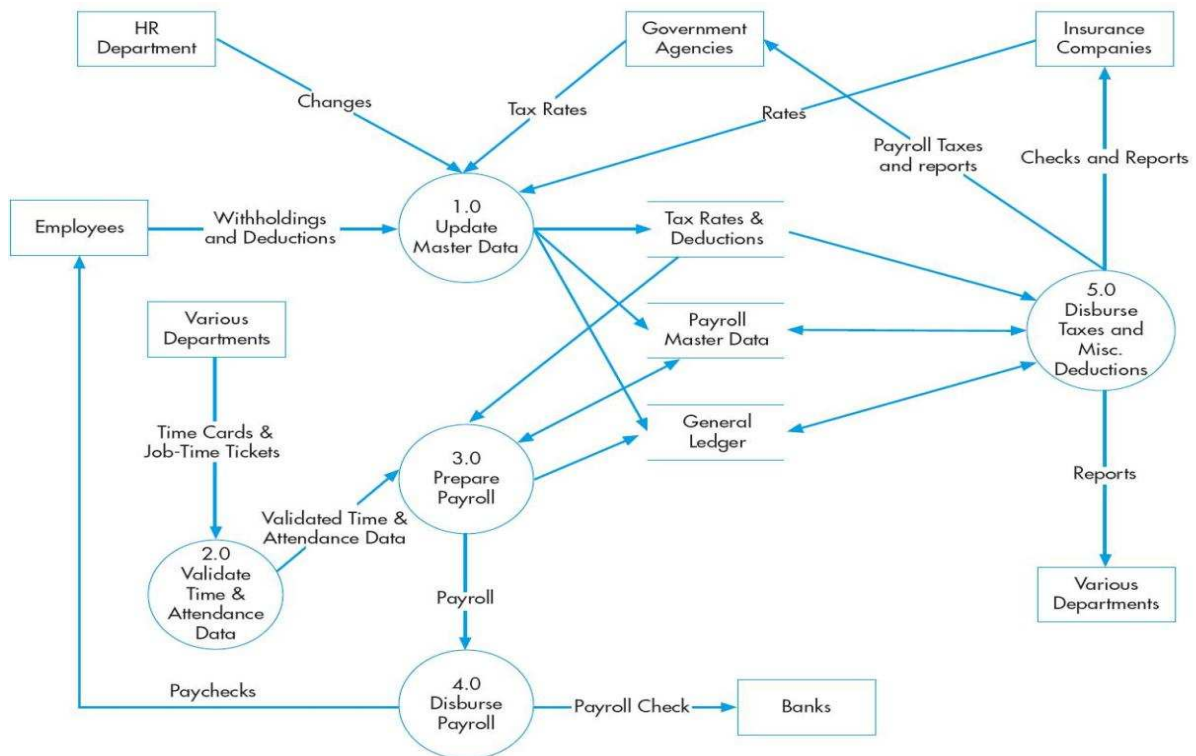 HR
Department
Government
Agencies
Insurance
Companies
Changes
Tax Rates
Rates
Payroll Taxes
and reports
Checks and Reports
Employees
Withholdings
and Deductions
1.0
Update
Master Data
Tax Rates &
Deductions
Various
Departments
Payroll
Master Data
5.0
Disburse
Taxes and
Misc.
Deductions
Time Cards &
Job-Time Tickets
General
Ledger
3.0
Prepare
Payroll
Reports
Validated Time &
Attendance Data
2.0
Validate
Time &
Attendance
Data
Payroll
Various
Departments
Paychecks
4.0
Disburse
Payroll
Payroll Check
Banks